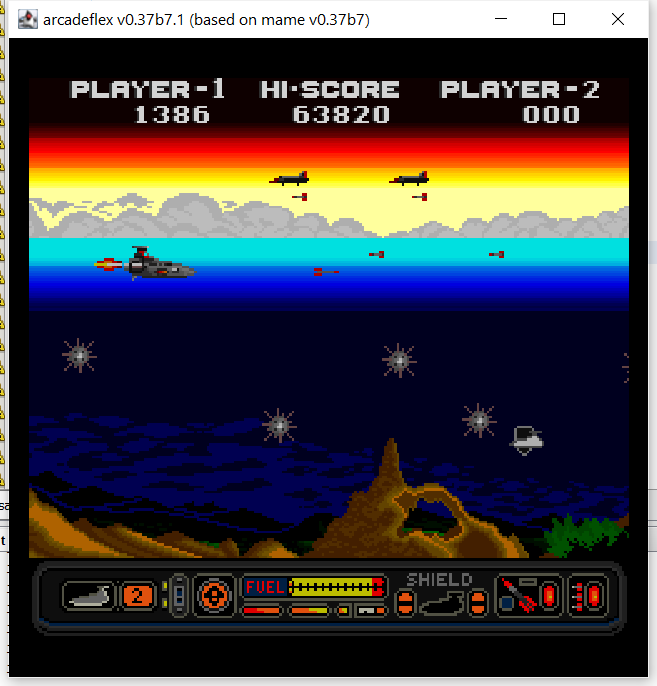 arcadeflex v0.37b7.1 (based on mame v0.37b7)
PLAYER-1 HI-SCORE PLAYER-2
1386 63820 000
2 FUEL SHIELD